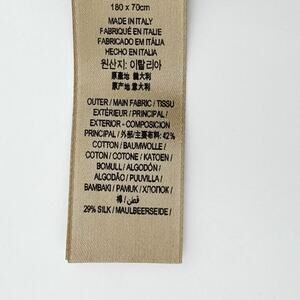 180 x 70cm
MADE IN ITALY
FABRIQUÉ EN ITALIE
FABRICADO EM ITÁLIA
HECHO EN ITALIA
원산지: 이탈리아
原產地 義大利
原产地 意大利
OUTER / MAIN FABRIC / TISSU
EXTÉRIEUR / PRINCIPAL /
EXTERIOR - COMPOSICION
PRINCIPAL / 外部/主要布料: 42%
COTTON / BAUMWOLLE /
COTON / COTONE / KATOEN /
BOMULL / ALGODÓN /
ALGODÃO / PUUVILLA /
BAMBAKI / PAMUK / ХЛОПОК /
棉 / قطن /
29% SILK / MAULBEERSEIDE /